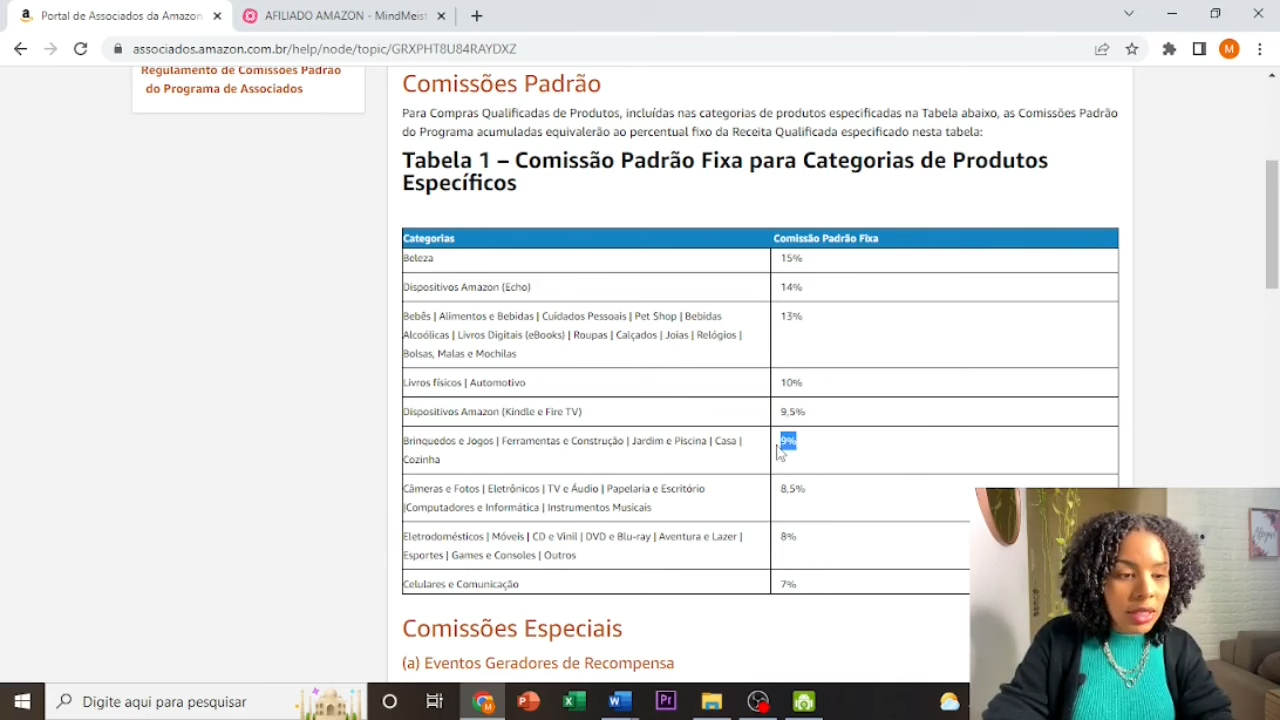 Portal de Associados da Amazon
AFILIADO AMAZON - MindMeist
associados.amazon.com.br/help/node/topic/GRXPHT8U84RAYDXZ
M
Regulamento de Comissões Padrão
do Programa de Associados
Comissões Padrão
Para Compras Qualificadas de Produtos, incluídas nas categorias de produtos especificadas na Tabela abaixo, as Comissões Padrão
do Programa acumuladas equivalerão ao percentual fixo da Receita Qualificada especificado nesta tabela:
Tabela 1 – Comissão Padrão Fixa para Categorias de Produtos
Específicos
Categorias Comissão Padrão Fixa
Beleza 15%
Dispositivos Amazon (Echo) 14%
Bebês | Alimentos e Bebidas | Cuidados Pessoais | Pet Shop | Bebidas 13%
Alcoólicas | Livros Digitais (eBooks) | Roupas | Calçados | Joias | Relógios |
Bolsas, Malas e Mochilas
Livros físicos | Automotivo 10%
Dispositivos Amazon (Kindle e Fire TV) 9,5%
Brinquedos e Jogos | Ferramentas e Construção | Jardim e Piscina | Casa | 9%
Cozinha
Câmeras e Fotos | Eletrônicos | TV e Áudio | Papelaria e Escritório 8,5%
|Computadores e Informática | Instrumentos Musicais
Eletrodomésticos | Móveis | CD e Vinil | DVD e Blu-ray | Aventura e Lazer | 8%
Esportes | Games e Consoles | Outros
Celulares e Comunicação 7%
Comissões Especiais
(a) Eventos Geradores de Recompensa
Digite aqui para pesquisar